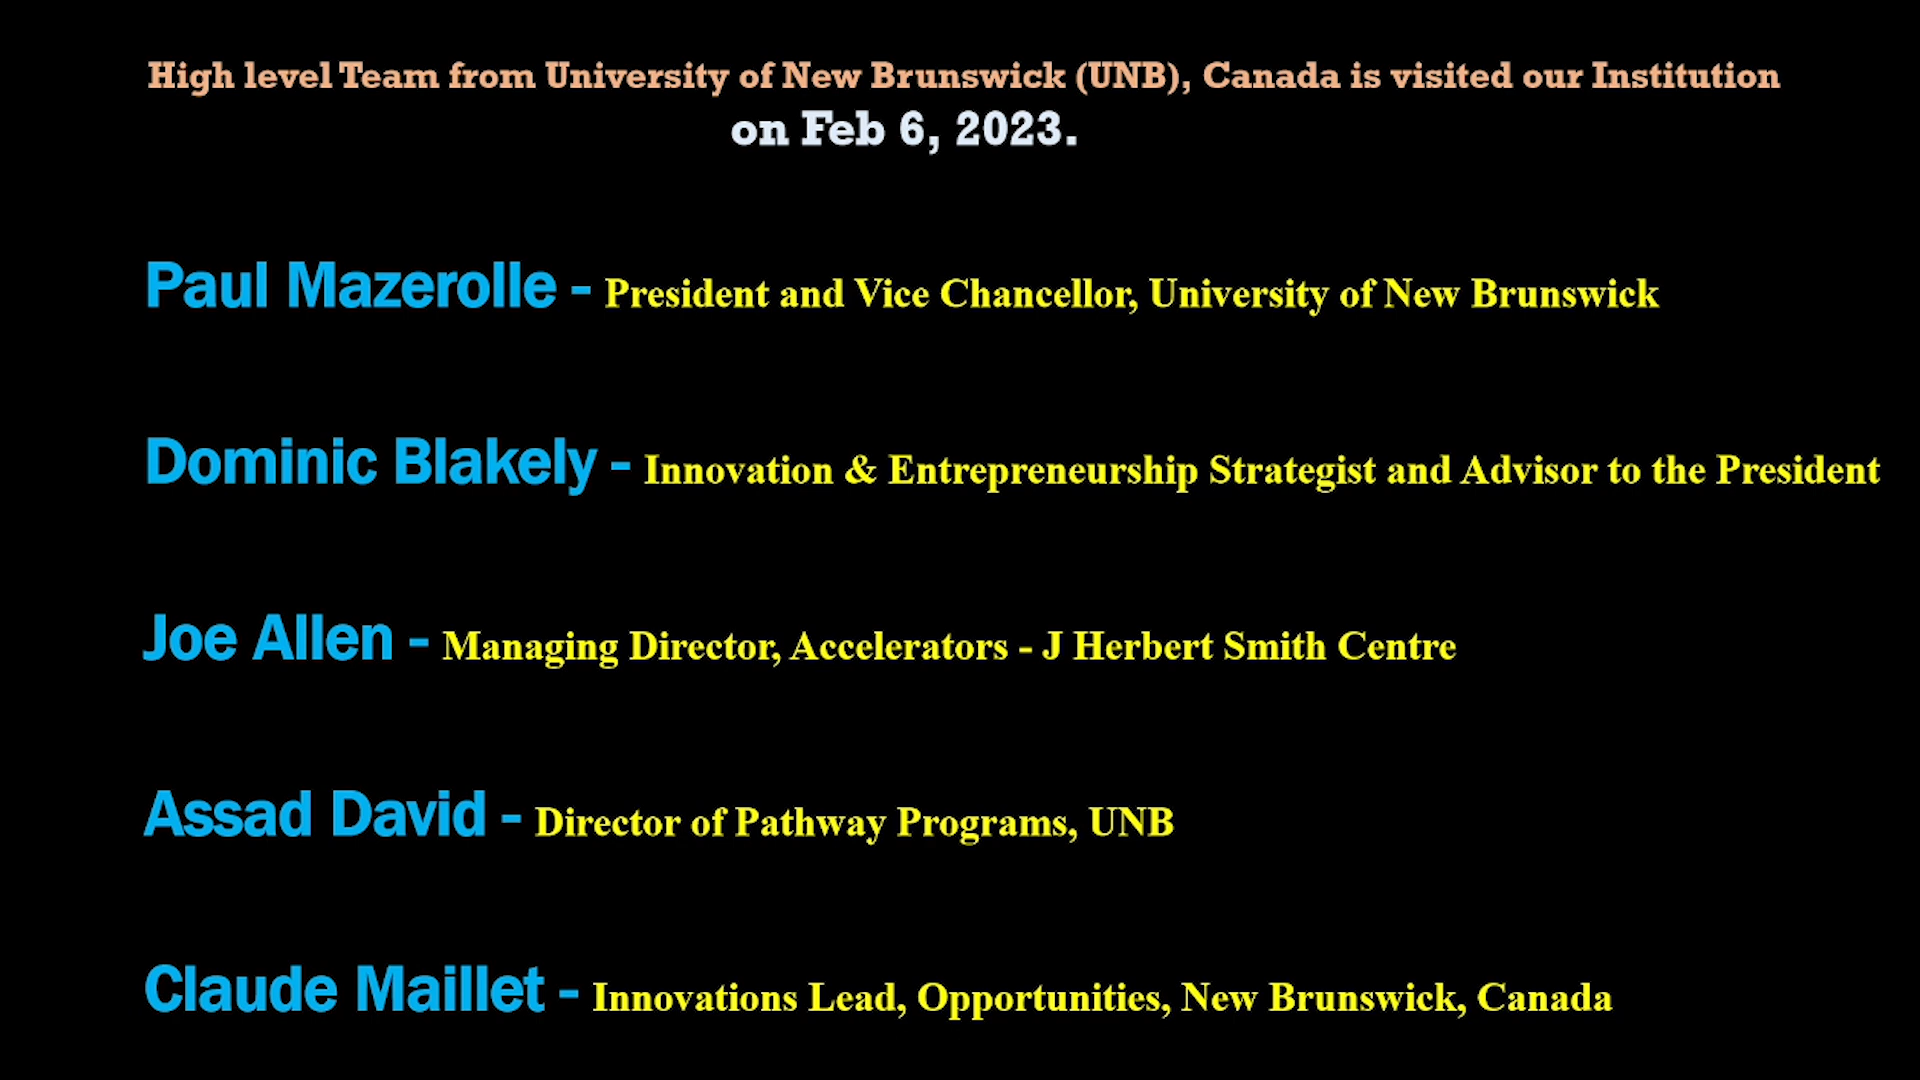 High level Team from University of New Brunswick (UNB), Canada is visited our Institution
on Feb 6, 2023.
Paul Mazerolle - President and Vice Chancellor, University of New Brunswick
Dominic Blakely - Innovation & Entrepreneurship Strategist and Advisor to the President
Joe Allen - Managing Director, Accelerators - J Herbert Smith Centre
Assad David - Director of Pathway Programs, UNB
Claude Maillet - Innovations Lead, Opportunities, New Brunswick, Canada